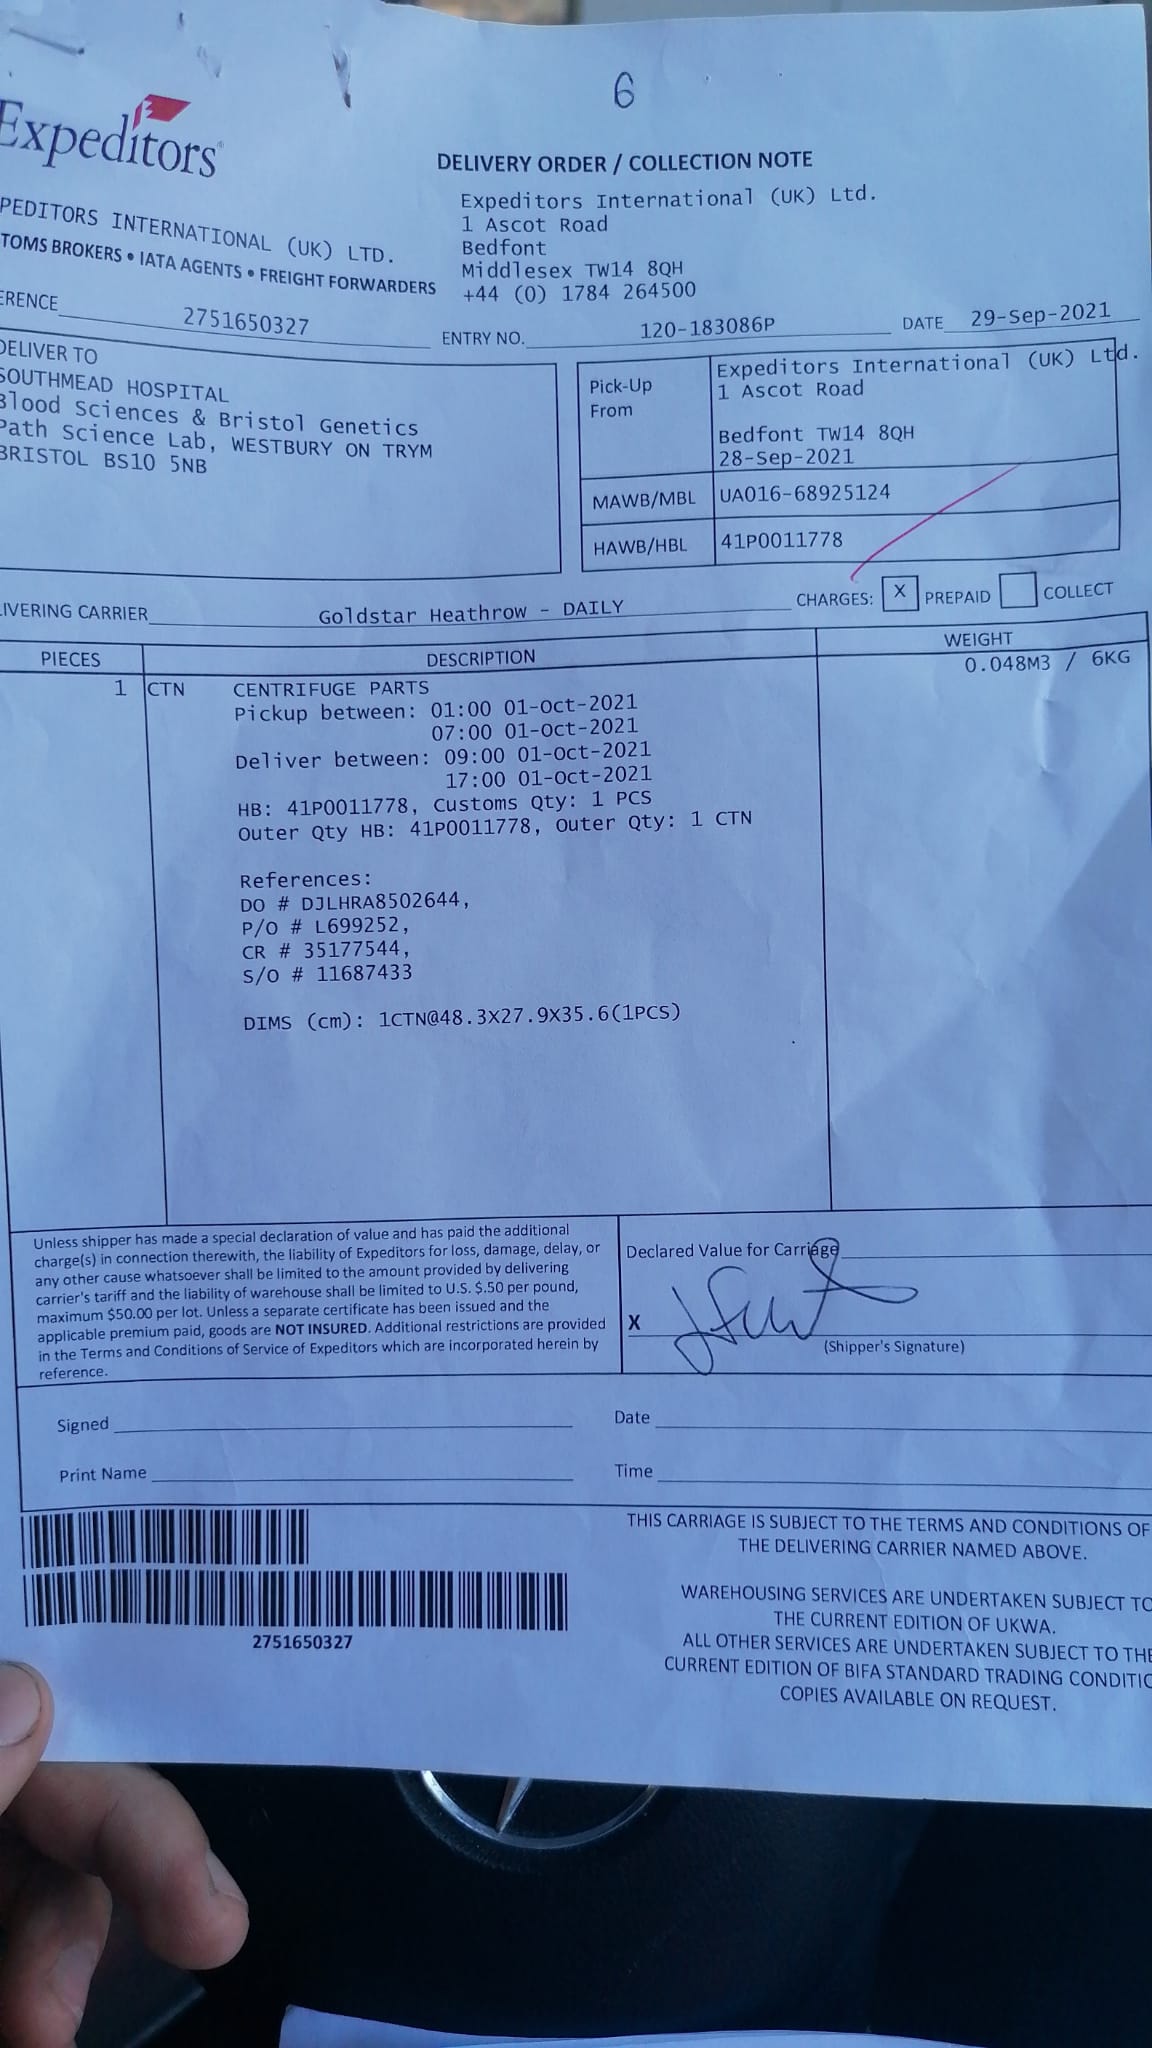 6
Expeditors
DELIVERY ORDER / COLLECTION NOTE
PEDITORS INTERNATIONAL (UK) LTD.
TOMS BROKERS • IATA AGENTS • FREIGHT FORWARDERS
Expeditors International (UK) Ltd.
1 Ascot Road
Bedfont
Middlesex TW14 8QH
+44 (0) 1784 264500
ERENCE 2751650327 ENTRY NO. 120-183086P DATE 29-Sep-2021
DELIVER TO
SOUTHMEAD HOSPITAL
Blood Sciences & Bristol Genetics
Path Science Lab, WESTBURY ON TRYM
BRISTOL BS10 5NB
Pick-Up From
Expeditors International (UK) Ltd.
1 Ascot Road
Bedfont TW14 8QH
28-Sep-2021
MAWB/MBL UA016-68925124
HAWB/HBL 41P0011778
IVERING CARRIER Goldstar Heathrow - DAILY CHARGES: X PREPAID COLLECT
PIECES DESCRIPTION WEIGHT
1 CTN CENTRIFUGE PARTS 0.048M3 / 6KG
Pickup between: 01:00 01-Oct-2021
07:00 01-Oct-2021
Deliver between: 09:00 01-Oct-2021
17:00 01-Oct-2021
HB: 41P0011778, Customs Qty: 1 PCS
Outer Qty HB: 41P0011778, Outer Qty: 1 CTN
References:
DO # DJLHRA8502644,
P/O # L699252,
CR # 35177544,
S/O # 11687433
DIMS (cm): 1CTN@48.3X27.9X35.6(1PCS)
Unless shipper has made a special declaration of value and has paid the additional
charge(s) in connection therewith, the liability of Expeditors for loss, damage, delay, or
any other cause whatsoever shall be limited to the amount provided by delivering
carrier's tariff and the liability of warehouse shall be limited to U.S. $.50 per pound,
maximum $50.00 per lot. Unless a separate certificate has been issued and the
applicable premium paid, goods are NOT INSURED. Additional restrictions are provided
in the Terms and Conditions of Service of Expeditors which are incorporated herein by
reference.
Declared Value for Carriage
X
(Shipper's Signature)
Signed Date
Print Name Time
2751650327
THIS CARRIAGE IS SUBJECT TO THE TERMS AND CONDITIONS OF
THE DELIVERING CARRIER NAMED ABOVE.
WAREHOUSING SERVICES ARE UNDERTAKEN SUBJECT TO
THE CURRENT EDITION OF UKWA.
ALL OTHER SERVICES ARE UNDERTAKEN SUBJECT TO THE
CURRENT EDITION OF BIFA STANDARD TRADING CONDITIO
COPIES AVAILABLE ON REQUEST.